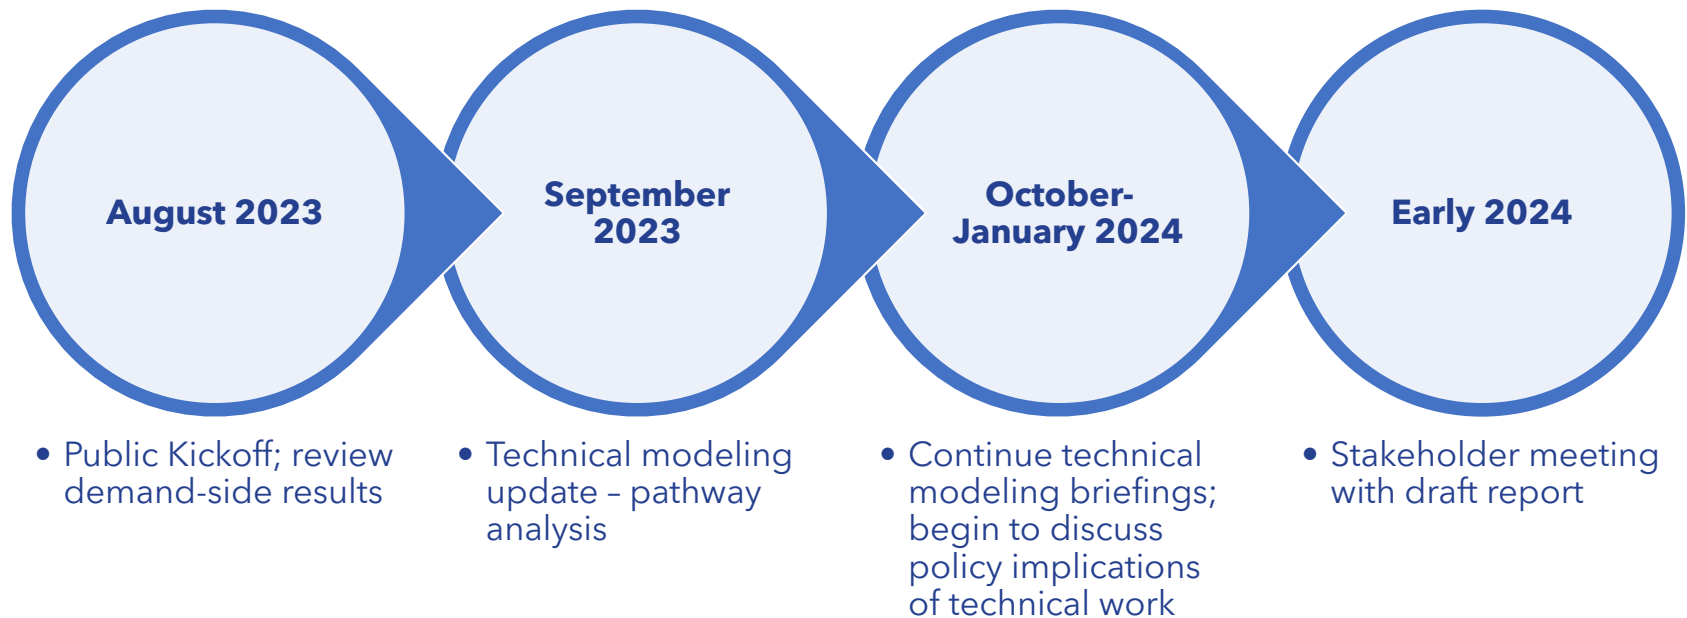 August 2023
September
2023
October-
January 2024
Early 2024
• Public Kickoff; review
demand-side results
• Technical modeling
update – pathway
analysis
• Continue technical
modeling briefings;
begin to discuss
policy implications
of technical work
• Stakeholder meeting
with draft report